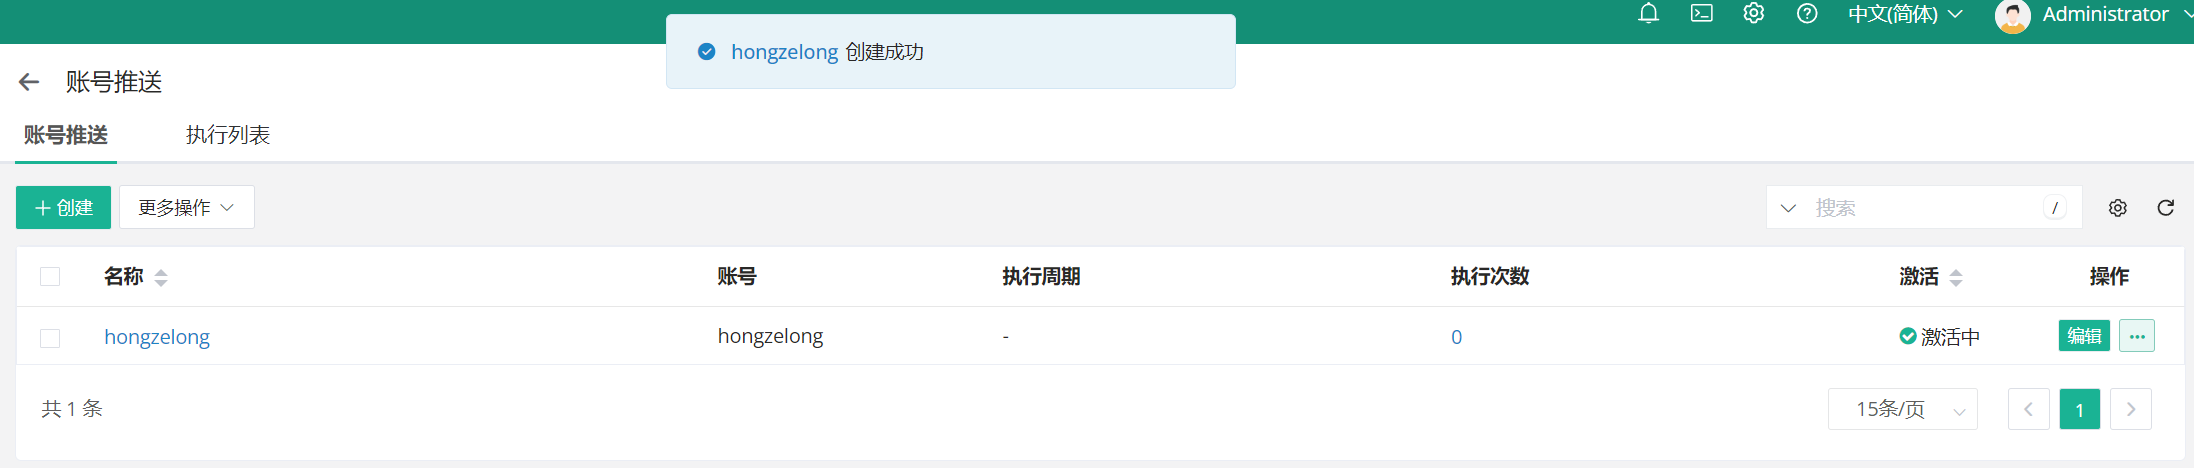 中文(简体)
Administrator
hongzelong 创建成功
账号推送
账号推送
执行列表
创建
更多操作
搜索
/
名称
账号
执行周期
执行次数
激活
操作
hongzelong
hongzelong
-
0
激活中
编辑
共 1 条
15条/页
1